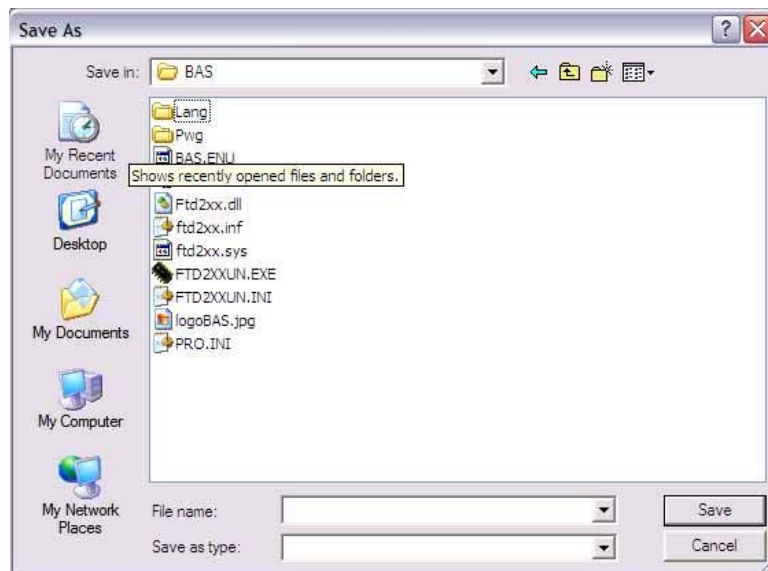 Save As
Save in:
BAS
My Recent
Documents
Desktop
My Documents
My Computer
My Network
Places
Lang
Pwg
BAS.ENU
Shows recently opened files and folders.
Ftd2xx.dll
ftd2xx.inf
ftd2xx.sys
FTD2XXUN.EXE
FTD2XXUN.INI
logoBAS.jpg
PRO.INI
File name:
Save
Save as type:
Cancel